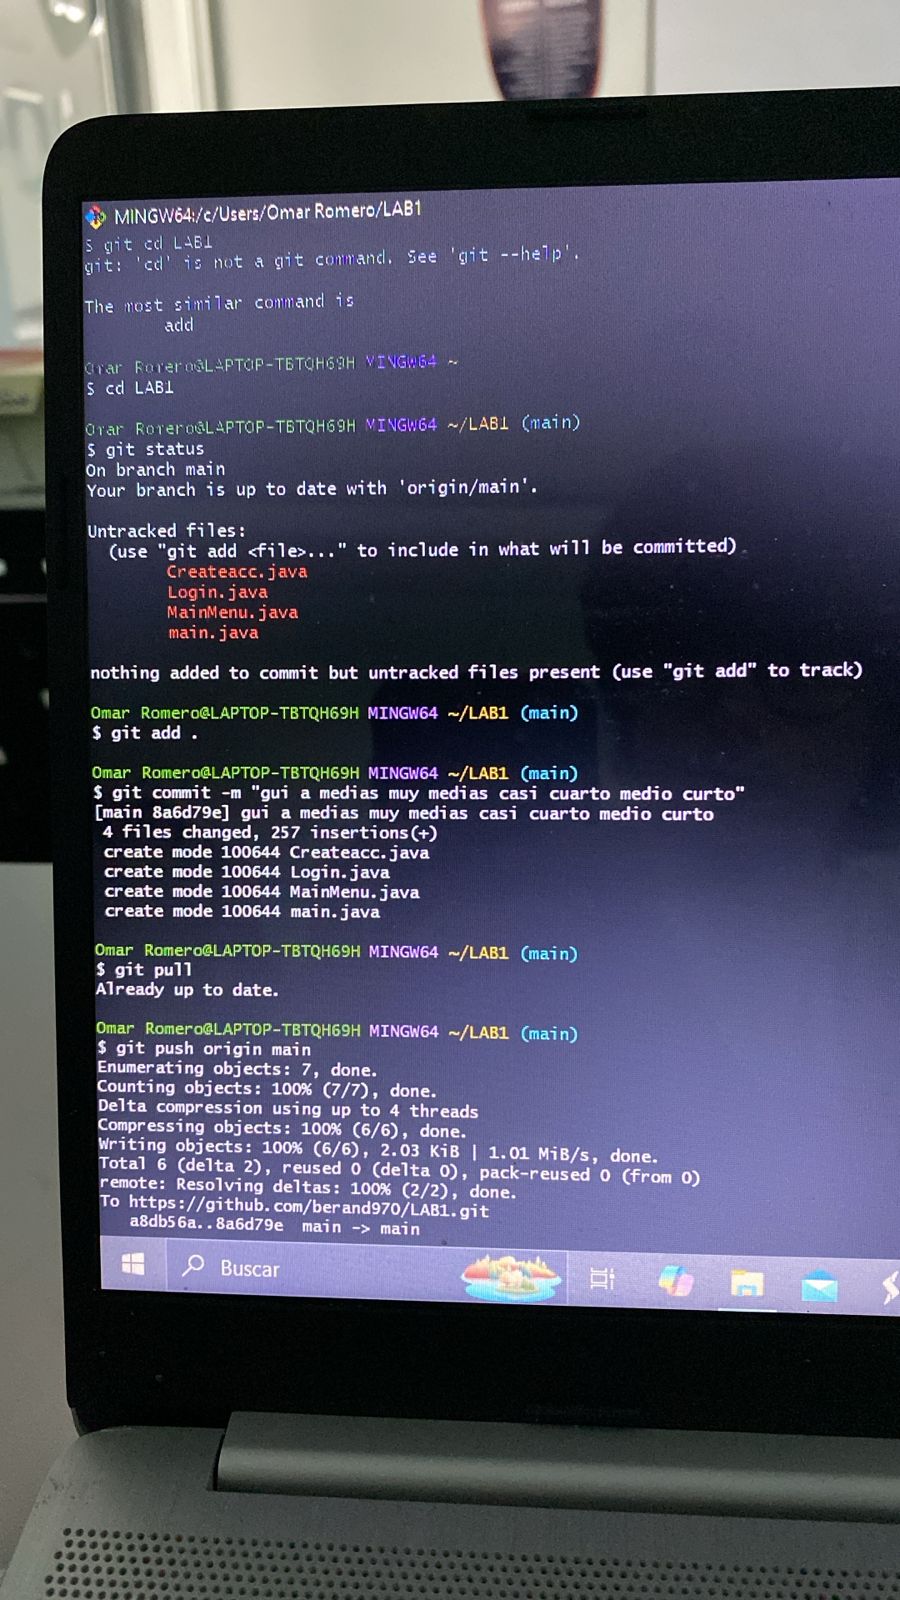 MINGW64:/c/Users/Omar Romero/LAB1
$ git cd LAB1
git: 'cd' is not a git command. See 'git --help'.
The most similar command is
add
Omar Romero@LAPTOP-TBTQH69H MINGW64 ~
$ cd LAB1
Omar Romero@LAPTOP-TBTQH69H MINGW64 ~/LAB1 (main)
$ git status
On branch main
Your branch is up to date with 'origin/main'.
Untracked files:
(use "git add <file>..." to include in what will be committed)
Createacc.java
Login.java
MainMenu.java
main.java
nothing added to commit but untracked files present (use "git add" to track)
Omar Romero@LAPTOP-TBTQH69H MINGW64 ~/LAB1 (main)
$ git add .
Omar Romero@LAPTOP-TBTQH69H MINGW64 ~/LAB1 (main)
$ git commit -m "gui a medias muy medias casi cuarto medio curto"
[main 8a6d79e] gui a medias muy medias casi cuarto medio curto
4 files changed, 257 insertions(+)
create mode 100644 Createacc.java
create mode 100644 Login.java
create mode 100644 MainMenu.java
create mode 100644 main.java
Omar Romero@LAPTOP-TBTQH69H MINGW64 ~/LAB1 (main)
$ git pull
Already up to date.
Omar Romero@LAPTOP-TBTQH69H MINGW64 ~/LAB1 (main)
$ git push origin main
Enumerating objects: 7, done.
Counting objects: 100% (7/7), done.
Delta compression using up to 4 threads
Compressing objects: 100% (6/6), done.
Writing objects: 100% (6/6), 2.03 KiB | 1.01 MiB/s, done.
Total 6 (delta 2), reused 0 (delta 0), pack-reused 0 (from 0)
remote: Resolving deltas: 100% (2/2), done.
To https://github.com/berand970/LAB1.git
a8db56a..8a6d79e main -> main
Buscar